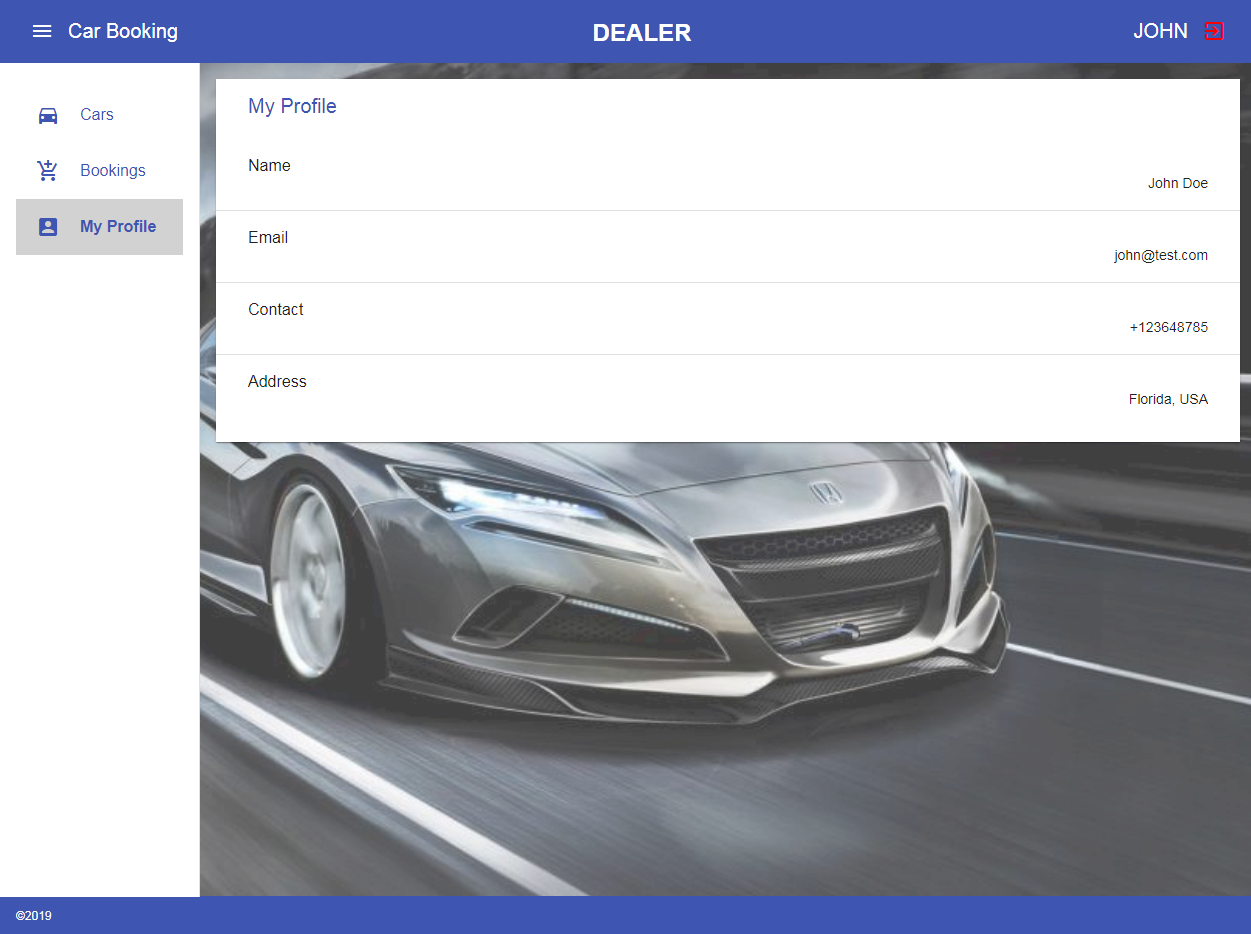 Car Booking
DEALER
JOHN
Cars
Bookings
My Profile
My Profile
Name
John Doe
Email
john@test.com
Contact
+123648785
Address
Florida, USA
©2019